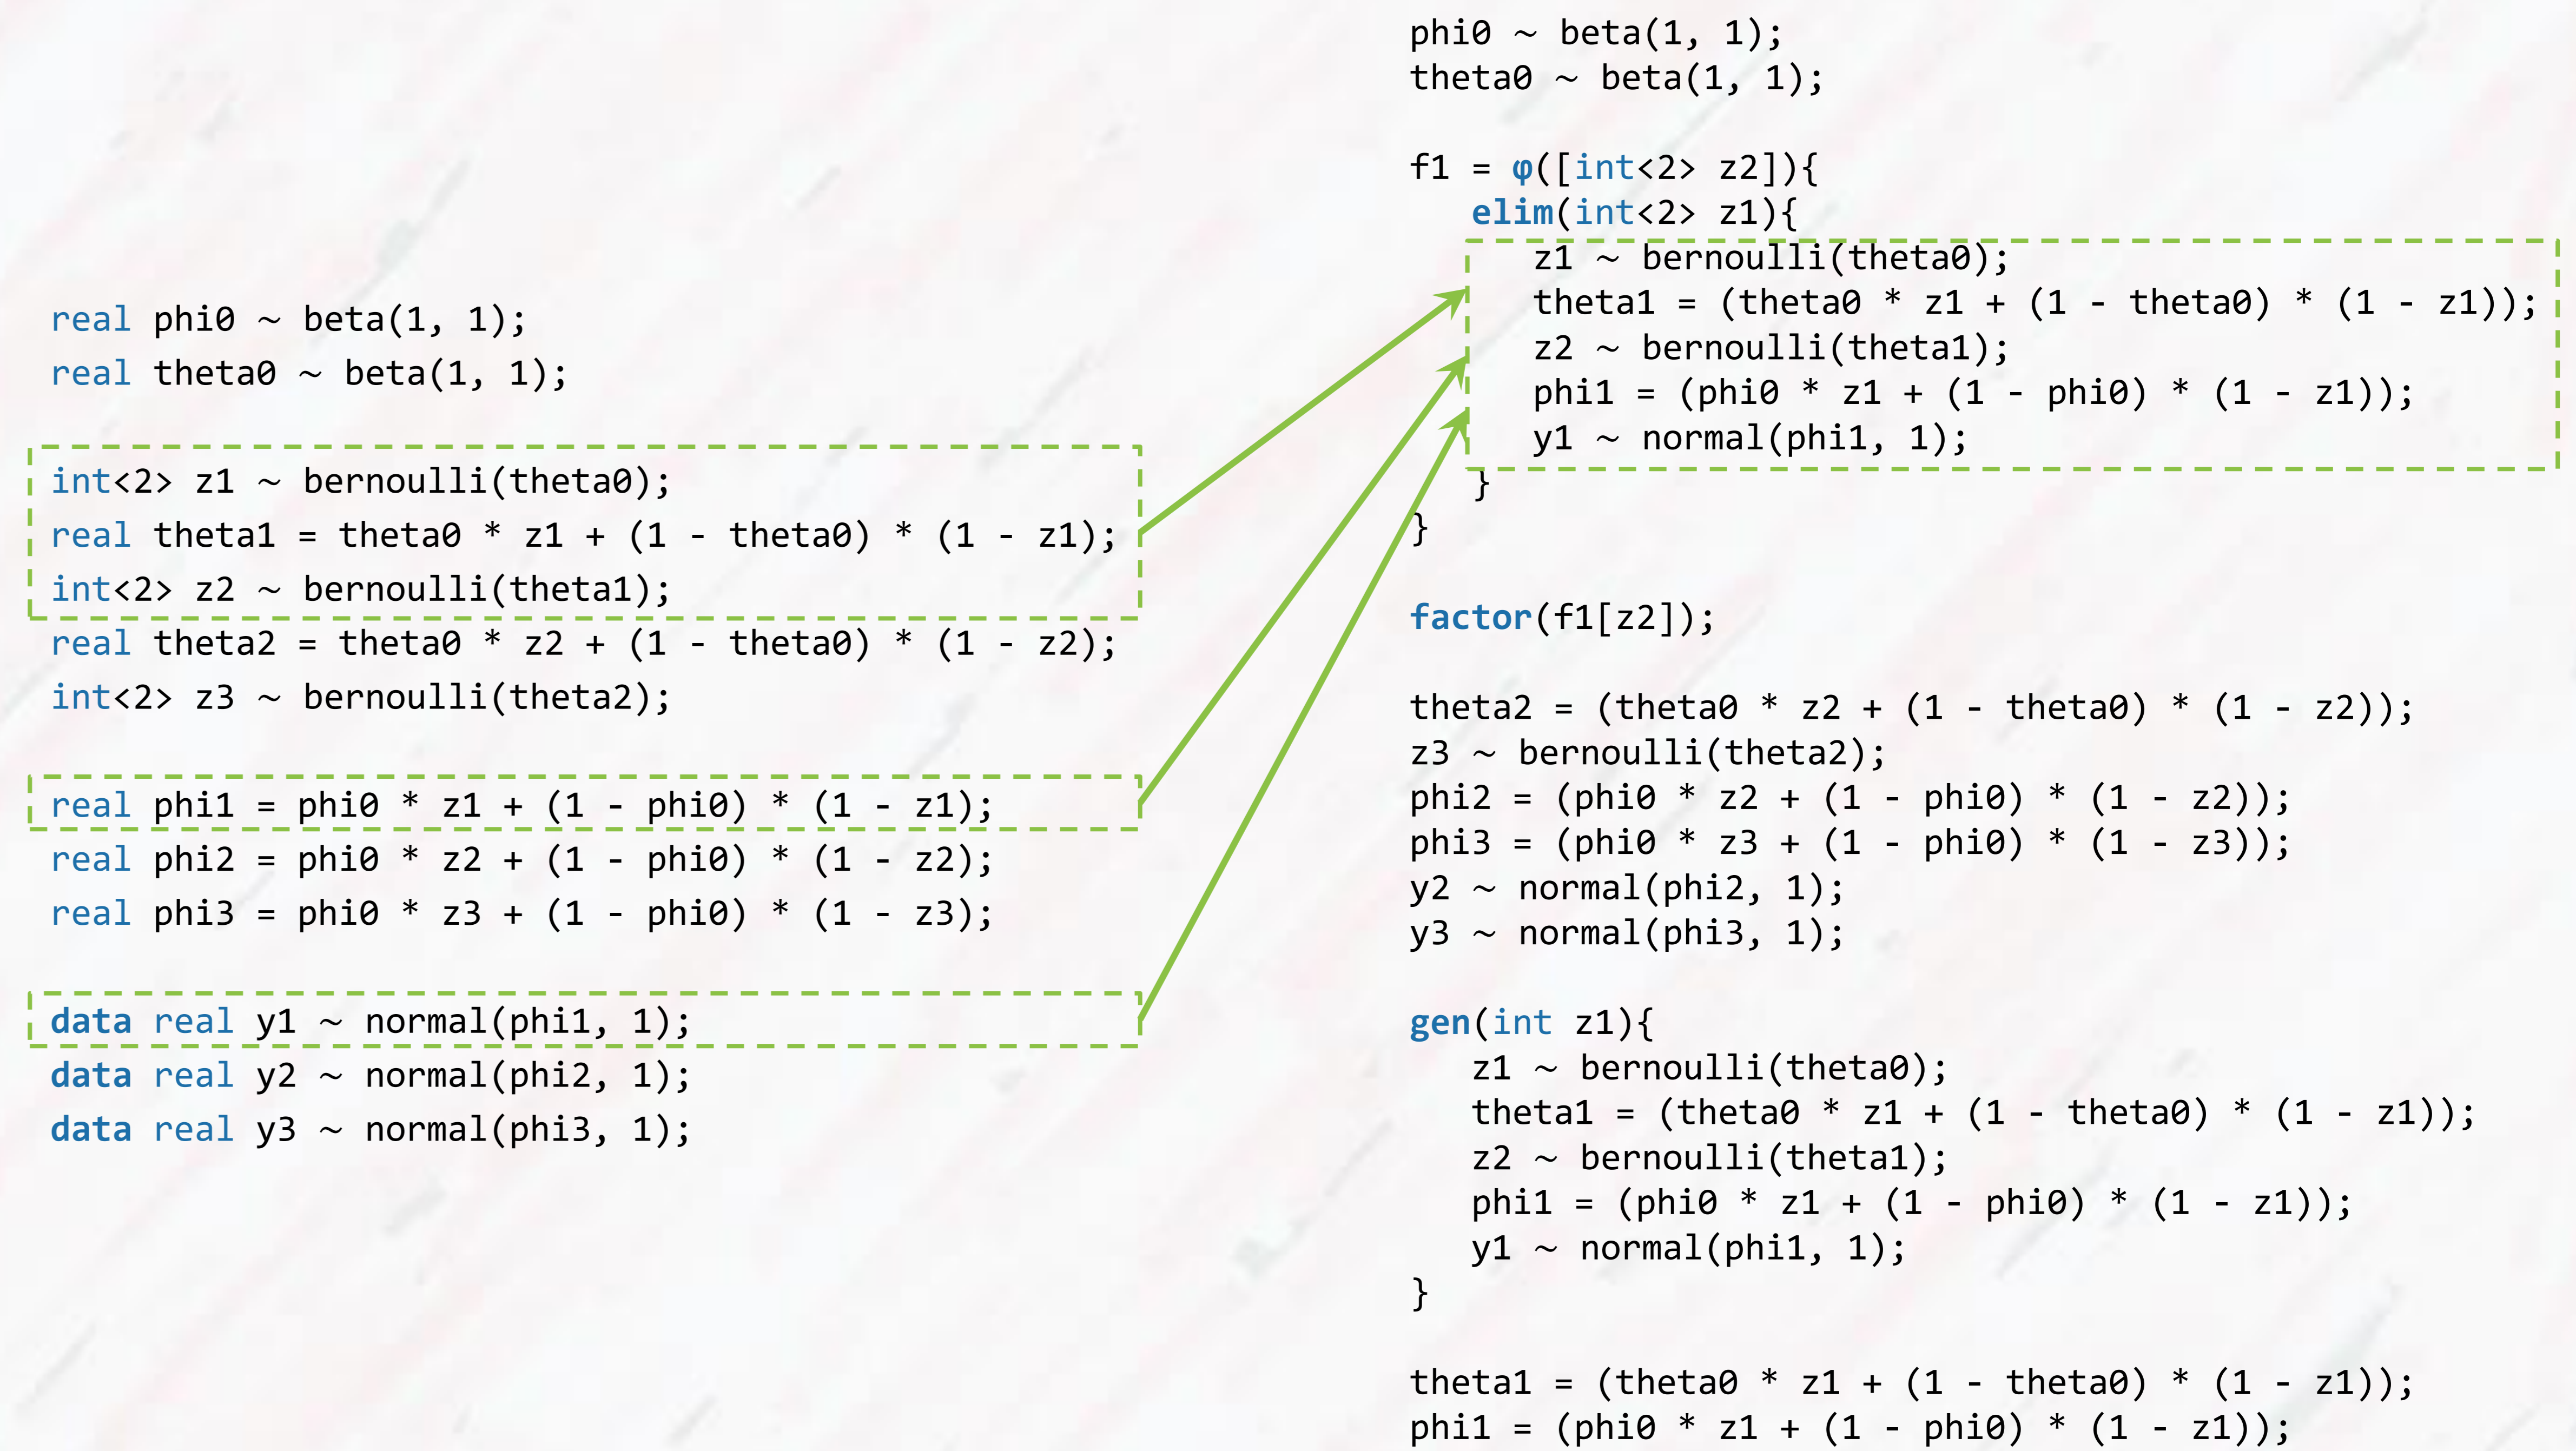 real phi0 ~ beta(1, 1);
real theta0 ~ beta(1, 1);
int<2> z1 ~ bernoulli(theta0);
real theta1 = theta0 * z1 + (1 - theta0) * (1 - z1);
int<2> z2 ~ bernoulli(theta1);
real theta2 = theta0 * z2 + (1 - theta0) * (1 - z2);
int<2> z3 ~ bernoulli(theta2);
real phi1 = phi0 * z1 + (1 - phi0) * (1 - z1);
real phi2 = phi0 * z2 + (1 - phi0) * (1 - z2);
real phi3 = phi0 * z3 + (1 - phi0) * (1 - z3);
data real y1 ~ normal(phi1, 1);
data real y2 ~ normal(phi2, 1);
data real y3 ~ normal(phi3, 1);
phi0 ~ beta(1, 1);
theta0 ~ beta(1, 1);
f1 = φ([int<2> z2]){
elim(int<2> z1){
z1 ~ bernoulli(theta0);
theta1 = (theta0 * z1 + (1 - theta0) * (1 - z1));
z2 ~ bernoulli(theta1);
phi1 = (phi0 * z1 + (1 - phi0) * (1 - z1));
y1 ~ normal(phi1, 1);
}
}
factor(f1[z2]);
theta2 = (theta0 * z2 + (1 - theta0) * (1 - z2));
z3 ~ bernoulli(theta2);
phi2 = (phi0 * z2 + (1 - phi0) * (1 - z2));
phi3 = (phi0 * z3 + (1 - phi0) * (1 - z3));
y2 ~ normal(phi2, 1);
y3 ~ normal(phi3, 1);
gen(int z1){
z1 ~ bernoulli(theta0);
theta1 = (theta0 * z1 + (1 - theta0) * (1 - z1));
z2 ~ bernoulli(theta1);
phi1 = (phi0 * z1 + (1 - phi0) * (1 - z1));
y1 ~ normal(phi1, 1);
}
theta1 = (theta0 * z1 + (1 - theta0) * (1 - z1));
phi1 = (phi0 * z1 + (1 - phi0) * (1 - z1));